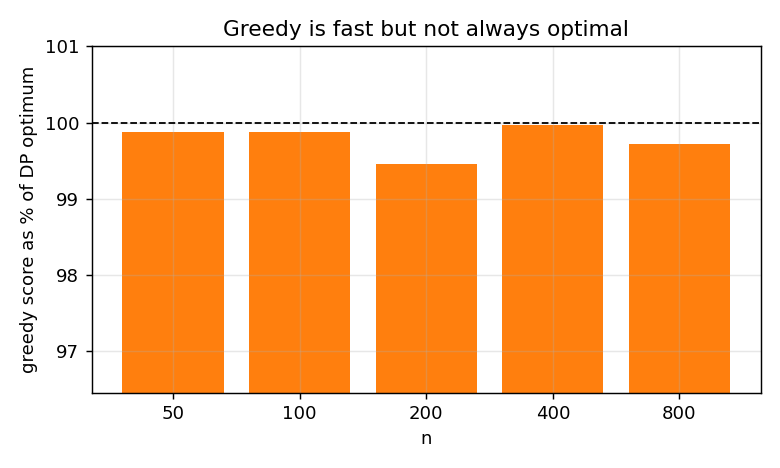 Greedy is fast but not always optimal
greedy score as % of DP optimum
101
100
99
98
97
50 100 200 400 800
n